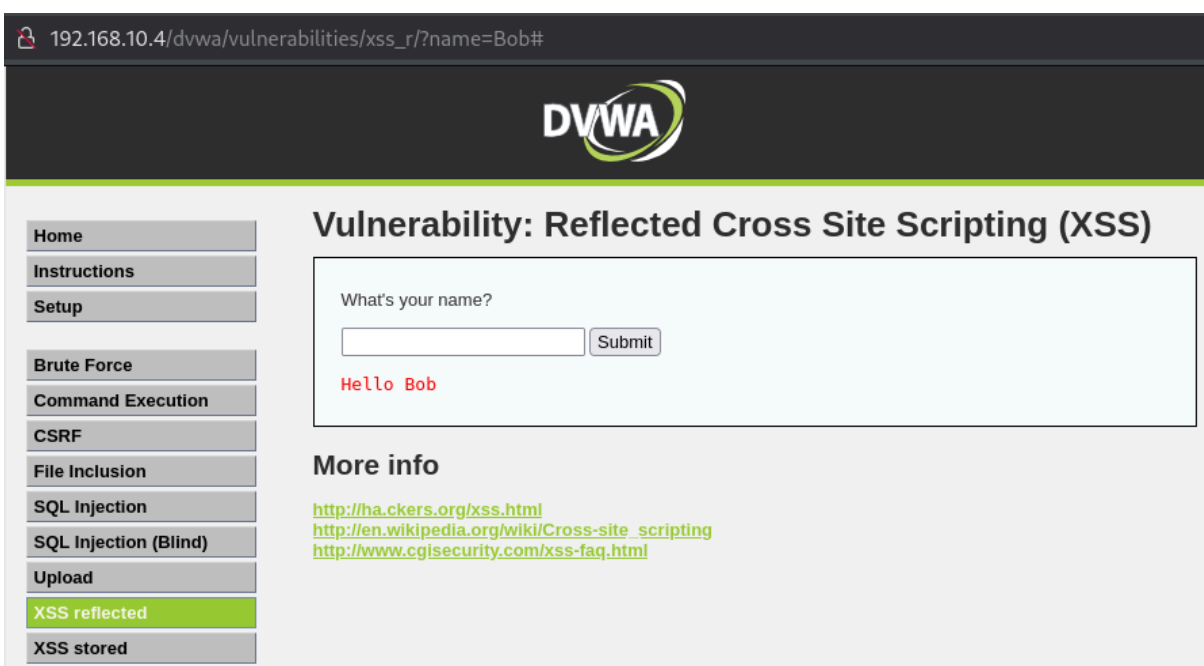 192.168.10.4/dvwa/vulnerabilities/xss_r/?name=Bob#
DVWA
Home
Instructions
Setup
Brute Force
Command Execution
CSRF
File Inclusion
SQL Injection
SQL Injection (Blind)
Upload
XSS reflected
XSS stored
Vulnerability: Reflected Cross Site Scripting (XSS)
What's your name?
Submit
Hello Bob
More info
http://ha.ckers.org/xss.html
http://en.wikipedia.org/wiki/Cross-site_scripting
http://www.cgisecurity.com/xss-faq.html